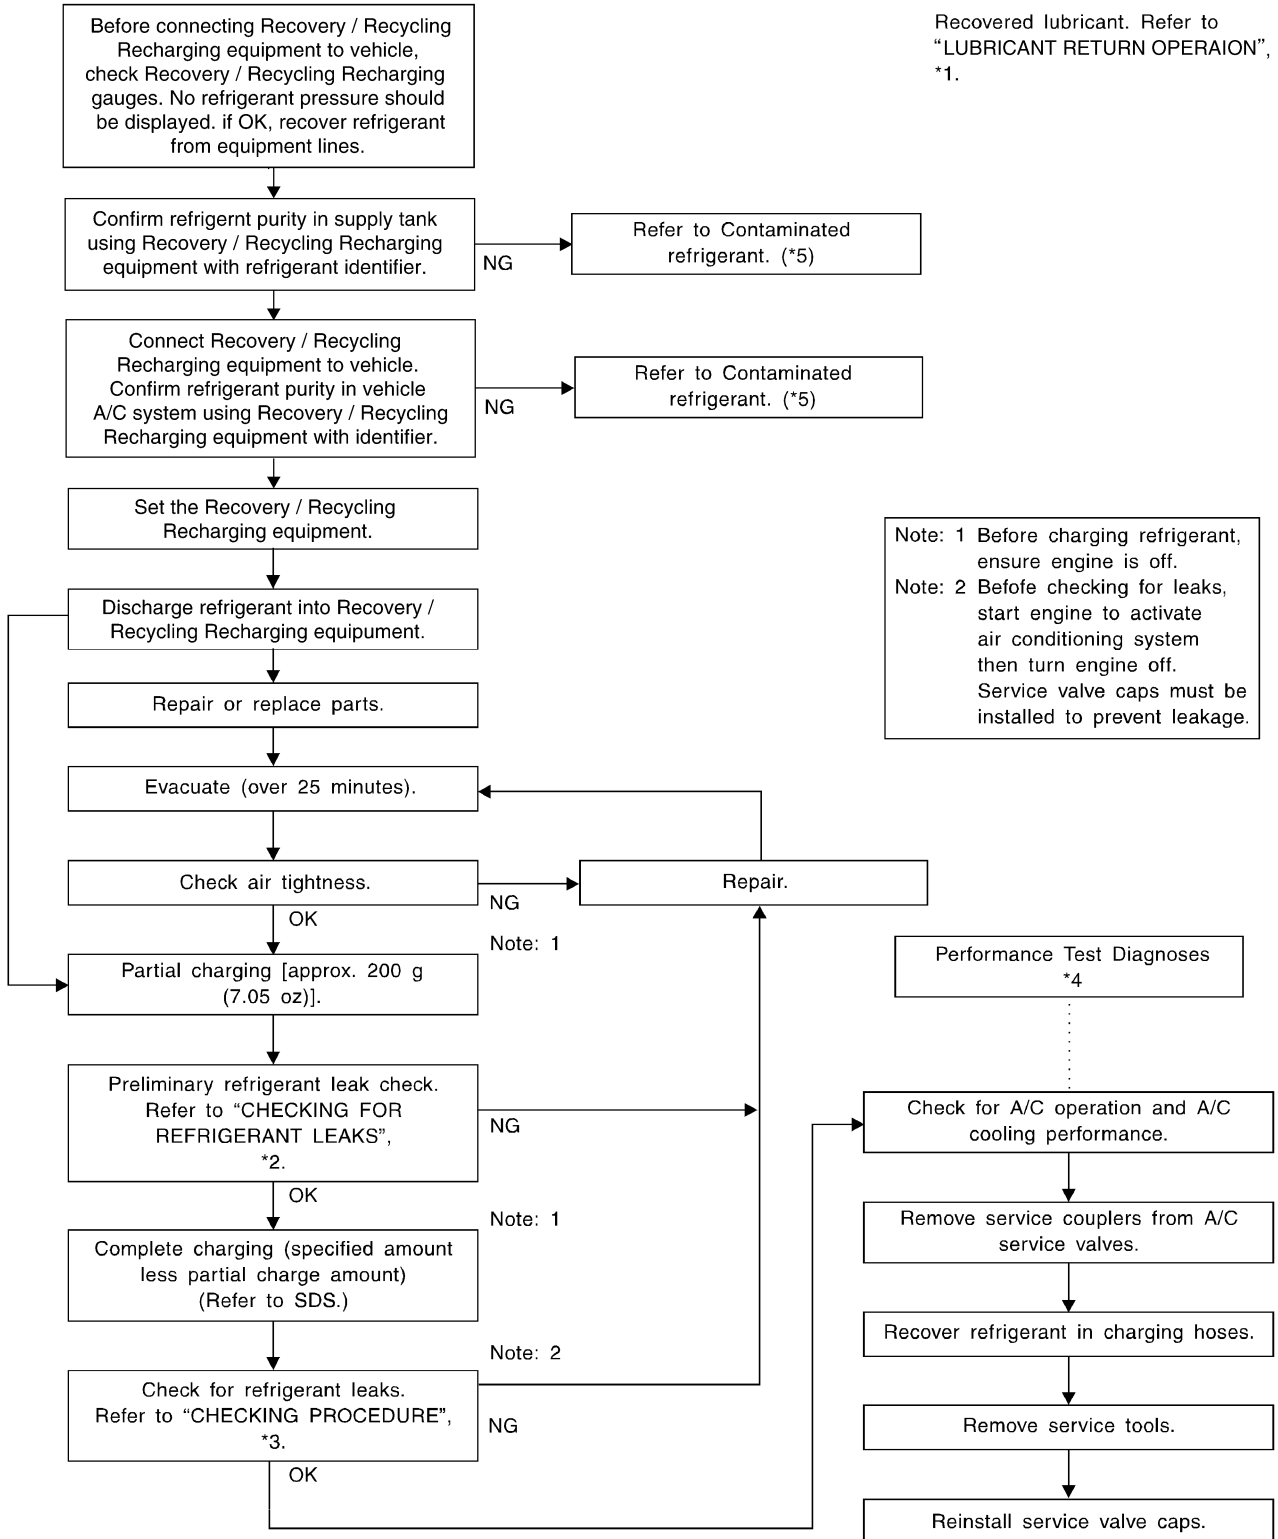 Before connecting Recovery / Recycling
Recharging equipment to vehicle,
check Recovery / Recycling Recharging
gauges. No refrigerant pressure should
be displayed. if OK, recover refrigerant
from equipment lines.
Recovered lubricant. Refer to
“LUBRICANT RETURN OPERAION”,
*1.
Confirm refrigernt purity in supply tank
using Recovery / Recycling Recharging
equipment with refrigerant identifier.
NG
Refer to Contaminated
refrigerant. (*5)
Connect Recovery / Recycling
Recharging equipment to vehicle.
Confirm refrigerant purity in vehicle
A/C system using Recovery / Recycling
Recharging equipment with identifier.
NG
Refer to Contaminated
refrigerant. (*5)
Set the Recovery / Recycling
Recharging equipment.
Note: 1 Before charging refrigerant,
ensure engine is off.
Note: 2 Befofe checking for leaks,
start engine to activate
air conditioning system
then turn engine off.
Service valve caps must be
installed to prevent leakage.
Discharge refrigerant into Recovery /
Recycling Recharging equipument.
Repair or replace parts.
Evacuate (over 25 minutes).
Check air tightness.
NG
Repair.
OK
Note: 1
Partial charging [approx. 200 g
(7.05 oz)].
Preliminary refrigerant leak check.
Refer to “CHECKING FOR
REFRIGERANT LEAKS”,
*2.
NG
OK
Note: 1
Complete charging (specified amount
less partial charge amount)
(Refer to SDS.)
Note: 2
Check for refrigerant leaks.
Refer to “CHECKING PROCEDURE”,
*3.
NG
OK
Performance Test Diagnoses
*4
Check for A/C operation and A/C
cooling performance.
Remove service couplers from A/C
service valves.
Recover refrigerant in charging hoses.
Remove service tools.
Reinstall service valve caps.